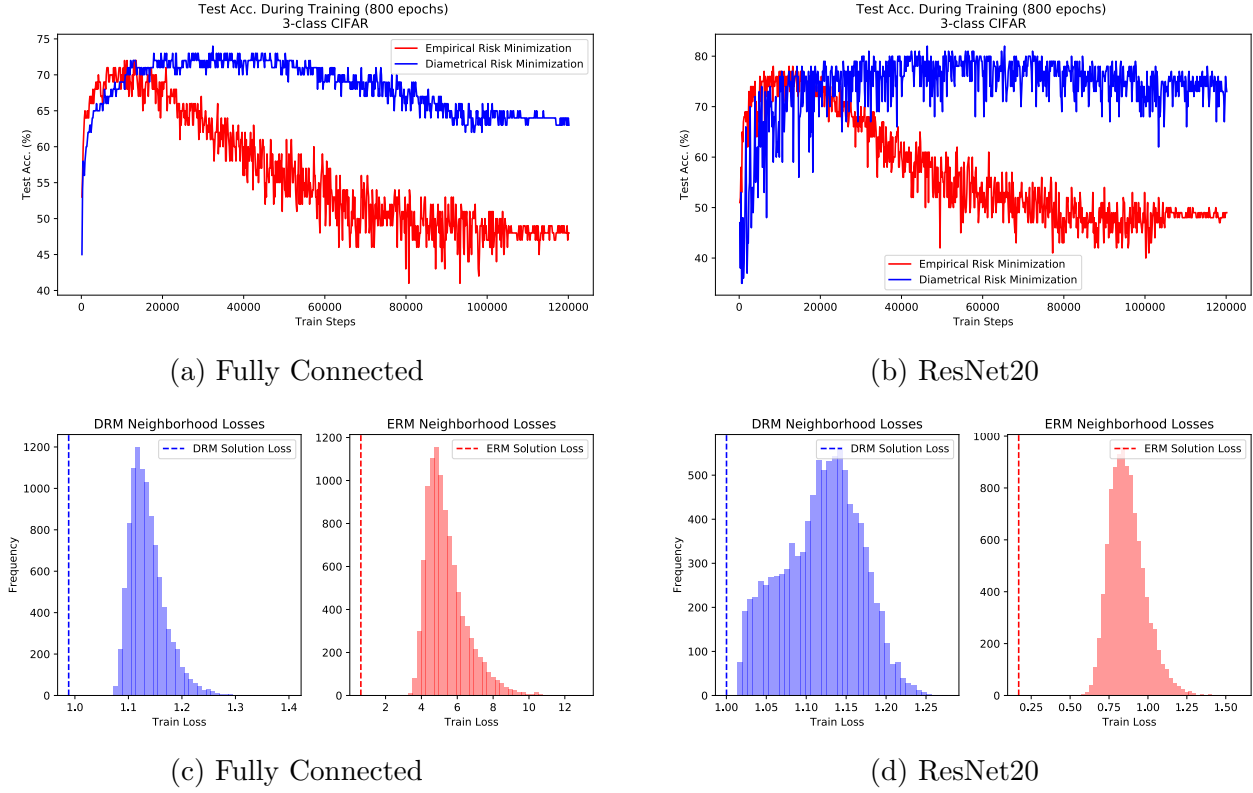 Test Acc. During Training (800 epochs)
3-class CIFAR
75
70
65
60
55
50
45
40
Test Acc. (%)
Empirical Risk Minimization
Diametrical Risk Minimization
0
20000
40000
60000
80000
100000
120000
Train Steps
(a) Fully Connected
Test Acc. During Training (800 epochs)
3-class CIFAR
80
70
60
50
40
Test Acc. (%)
Empirical Risk Minimization
Diametrical Risk Minimization
0
20000
40000
60000
80000
100000
120000
Train Steps
(b) ResNet20
DRM Neighborhood Losses
DRM Solution Loss
1200
1000
800
600
400
200
0
Frequency
1.0
1.1
1.2
1.3
1.4
Train Loss
ERM Neighborhood Losses
ERM Solution Loss
1200
1000
800
600
400
200
0
2
4
6
8
10
12
Train Loss
(c) Fully Connected
DRM Neighborhood Losses
DRM Solution Loss
500
400
300
200
100
0
Frequency
1.00
1.05
1.10
1.15
1.20
1.25
Train Loss
ERM Neighborhood Losses
ERM Solution Loss
1000
800
600
400
200
0
0.25
0.50
0.75
1.00
1.25
1.50
Train Loss
(d) ResNet20